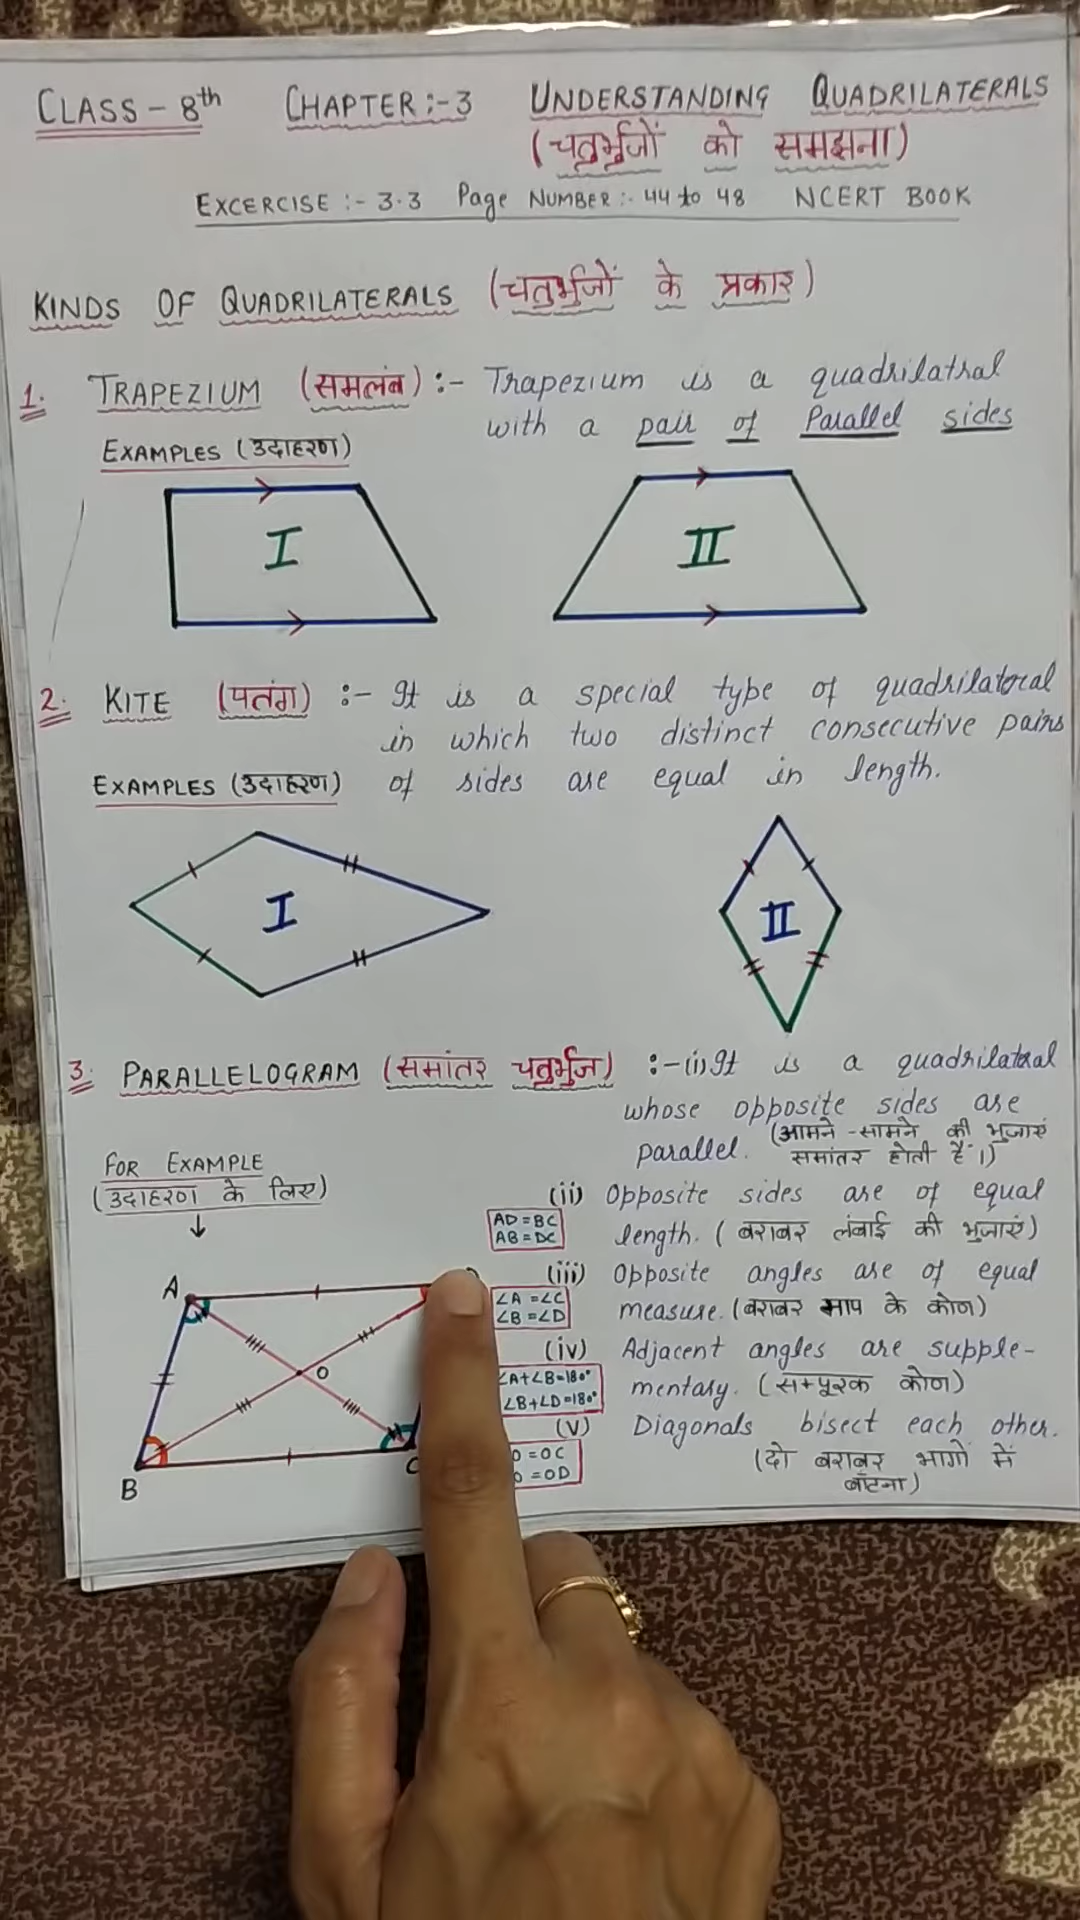 CLASS - 8th CHAPTER:-3 UNDERSTANDING QUADRILATERALS
(चतुर्भुजों को समझना)
EXCERCISE :- 3.3 Page NUMBER:- 44 to 48 NCERT BOOK
KINDS OF QUADRILATERALS (चतुर्भुजों के प्रकार)
1. TRAPEZIUM (समलंब) :- Trapezium is a quadrilatral
with a pair of Parallel sides
EXAMPLES (उदाहरण)
I II
2. KITE (पतंग) :- It is a special type of quadrilateral
in which two distinct consecutive pairs
EXAMPLES (उदाहरण) of sides are equal in length.
I II
3. PARALLELOGRAM (समांतर चतुर्भुज) :- (i) It is a quadrilateral
whose opposite sides are
parallel. (आमने-सामने की भुजाएं
समांतर होती हैं।)
FOR EXAMPLE
(उदाहरण के लिए)
(ii) Opposite sides are of equal
length. (बराबर लंबाई की भुजाएं)
AD = BC
AB = DC
(iii) Opposite angles are of equal
measure. (बराबर माप के कोण)
∠A = ∠C
∠B = ∠D
(iv) Adjacent angles are supple-
mentary. (सम्पूरक कोण)
∠A+∠B=180°
∠B+∠D=180°
(v) Diagonals bisect each other.
(दो बराबर भागों में
बाँटना)
= OC
= OD
A
O
B
C